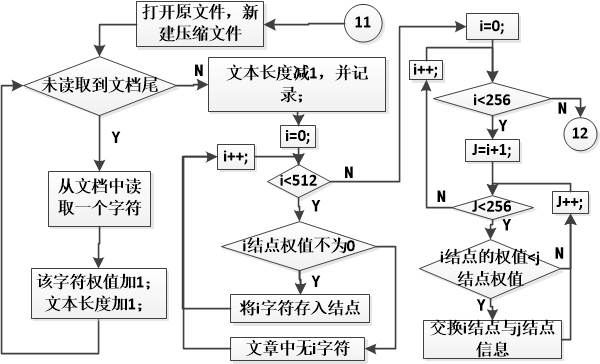 打开原文件，新
建压缩文件
11
未读取到文档尾
N
Y
从文档中读
取一个字符
该字符权值加1；
文本长度加1；
文本长度减1，并记
录；
i=0;
i++;
i<512
N
Y
i结点权值不为0
Y
将i字符存入结点
文章中无i字符
i=0;
i++;
i<256
N
Y
12
J=i+1;
N
J<256
J++;
Y
i结点的权值<j
结点权值
N
Y
交换i结点与j结点
信息